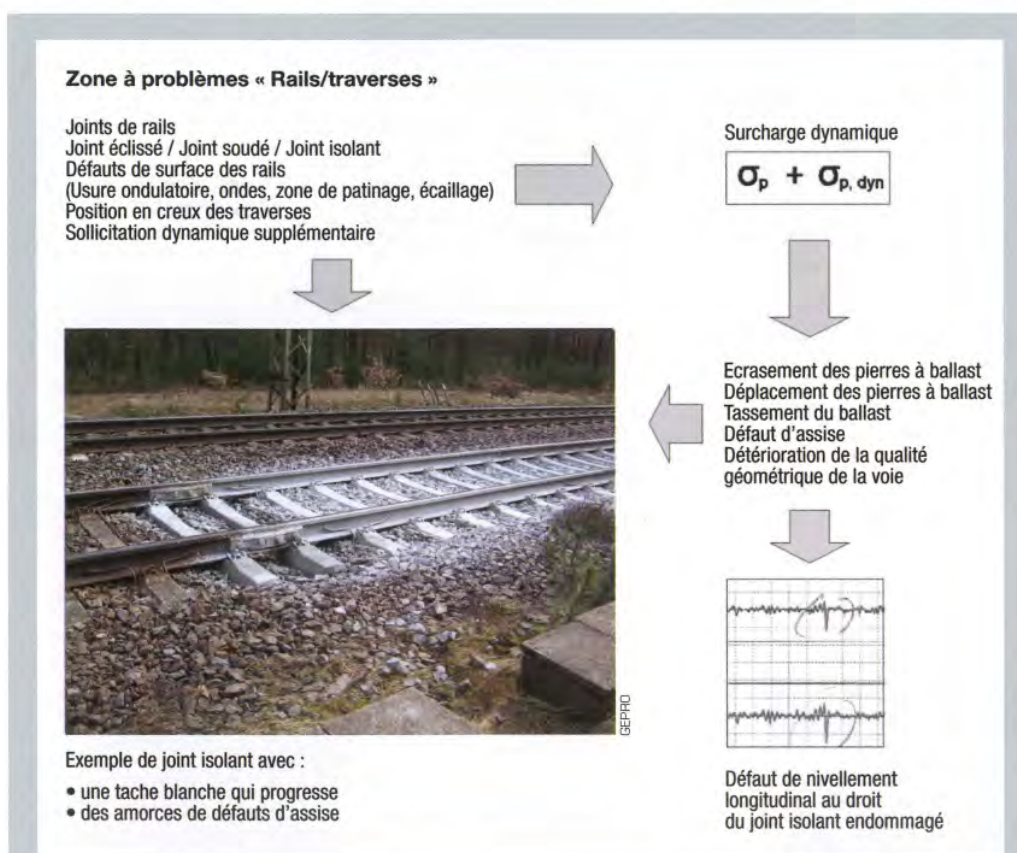 Zone à problèmes « Rails/traverses »
Joints de rails
Joint éclissé / Joint soudé / Joint isolant
Défauts de surface des rails
(Usure ondulatoire, ondes, zone de patinage, écaillage)
Position en creux des traverses
Sollicitation dynamique supplémentaire
Surcharge dynamique
σp + σp, dyn
Ecrasement des pierres à ballast
Déplacement des pierres à ballast
Tassement du ballast
Défaut d'assise
Détérioration de la qualité
géométrique de la voie
GEPRO
Exemple de joint isolant avec :
• une tache blanche qui progresse
• des amorces de défauts d'assise
Défaut de nivellement
longitudinal au droit
du joint isolant endommagé